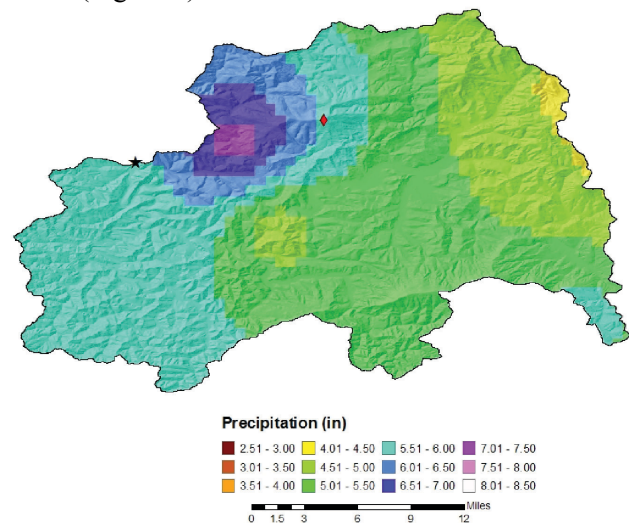 Precipitation (in)
2.51 - 3.00 4.01 - 4.50 5.51 - 6.00 7.01 - 7.50
3.01 - 3.50 4.51 - 5.00 6.01 - 6.50 7.51 - 8.00
3.51 - 4.00 5.01 - 5.50 6.51 - 7.00 8.01 - 8.50
Miles
0 1.5 3 6 9 12